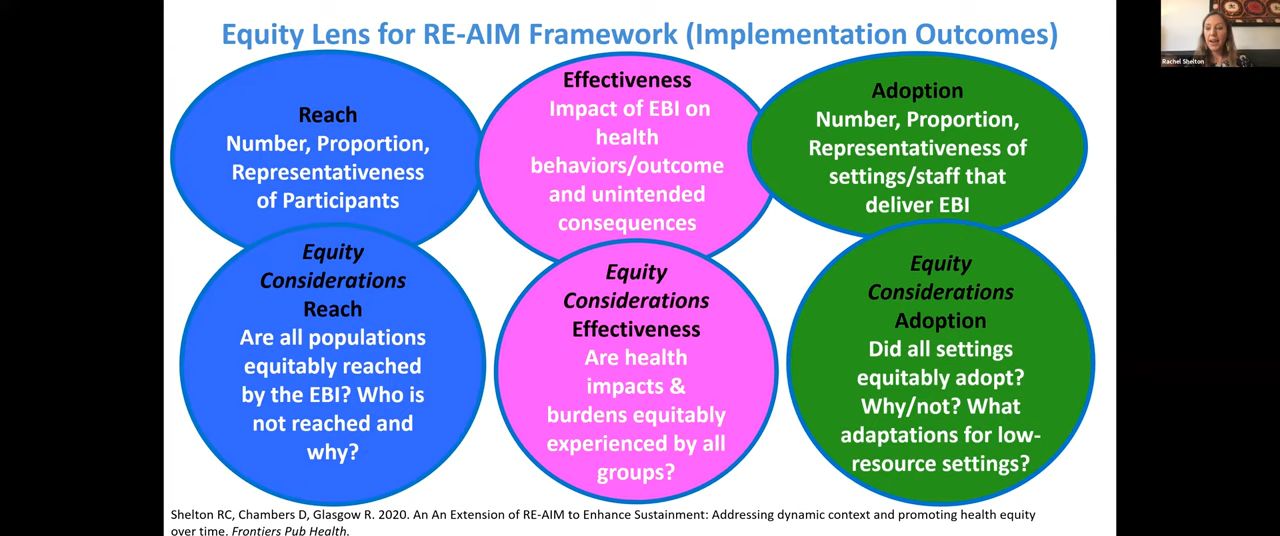 Equity Lens for RE-AIM Framework (Implementation Outcomes)
Rachel Shelton
Reach
Number, Proportion,
Representativeness
of Participants
Effectiveness
Impact of EBI on
health
behaviors/outcome
and unintended
consequences
Adoption
Number, Proportion,
Representativeness of
settings/staff that
deliver EBI
Equity
Considerations
Reach
Are all populations
equitably reached
by the EBI? Who is
not reached and
why?
Equity
Considerations
Effectiveness
Are health
impacts &
burdens equitably
experienced by all
groups?
Equity
Considerations
Adoption
Did all settings
equitably adopt?
Why/not? What
adaptations for low-
resource settings?
Shelton RC, Chambers D, Glasgow R. 2020. An An Extension of RE-AIM to Enhance Sustainment: Addressing dynamic context and promoting health equity
over time. Frontiers Pub Health.